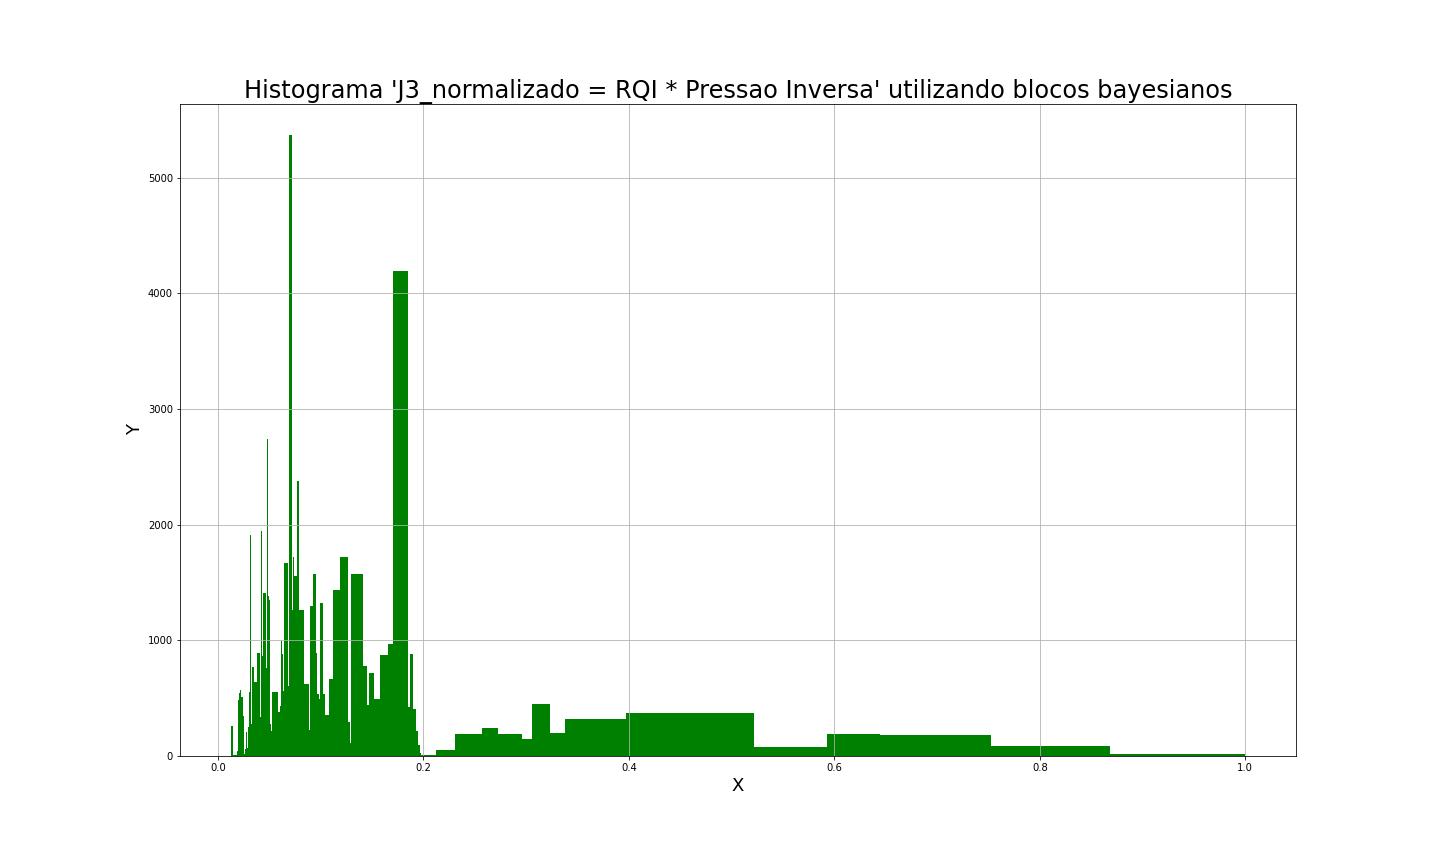 Histograma 'J3_normalizado = RQI * Pressao Inversa' utilizando blocos bayesianos
5000
4000
3000
2000
1000
0
Y
0.0 0.2 0.4 0.6 0.8 1.0
X